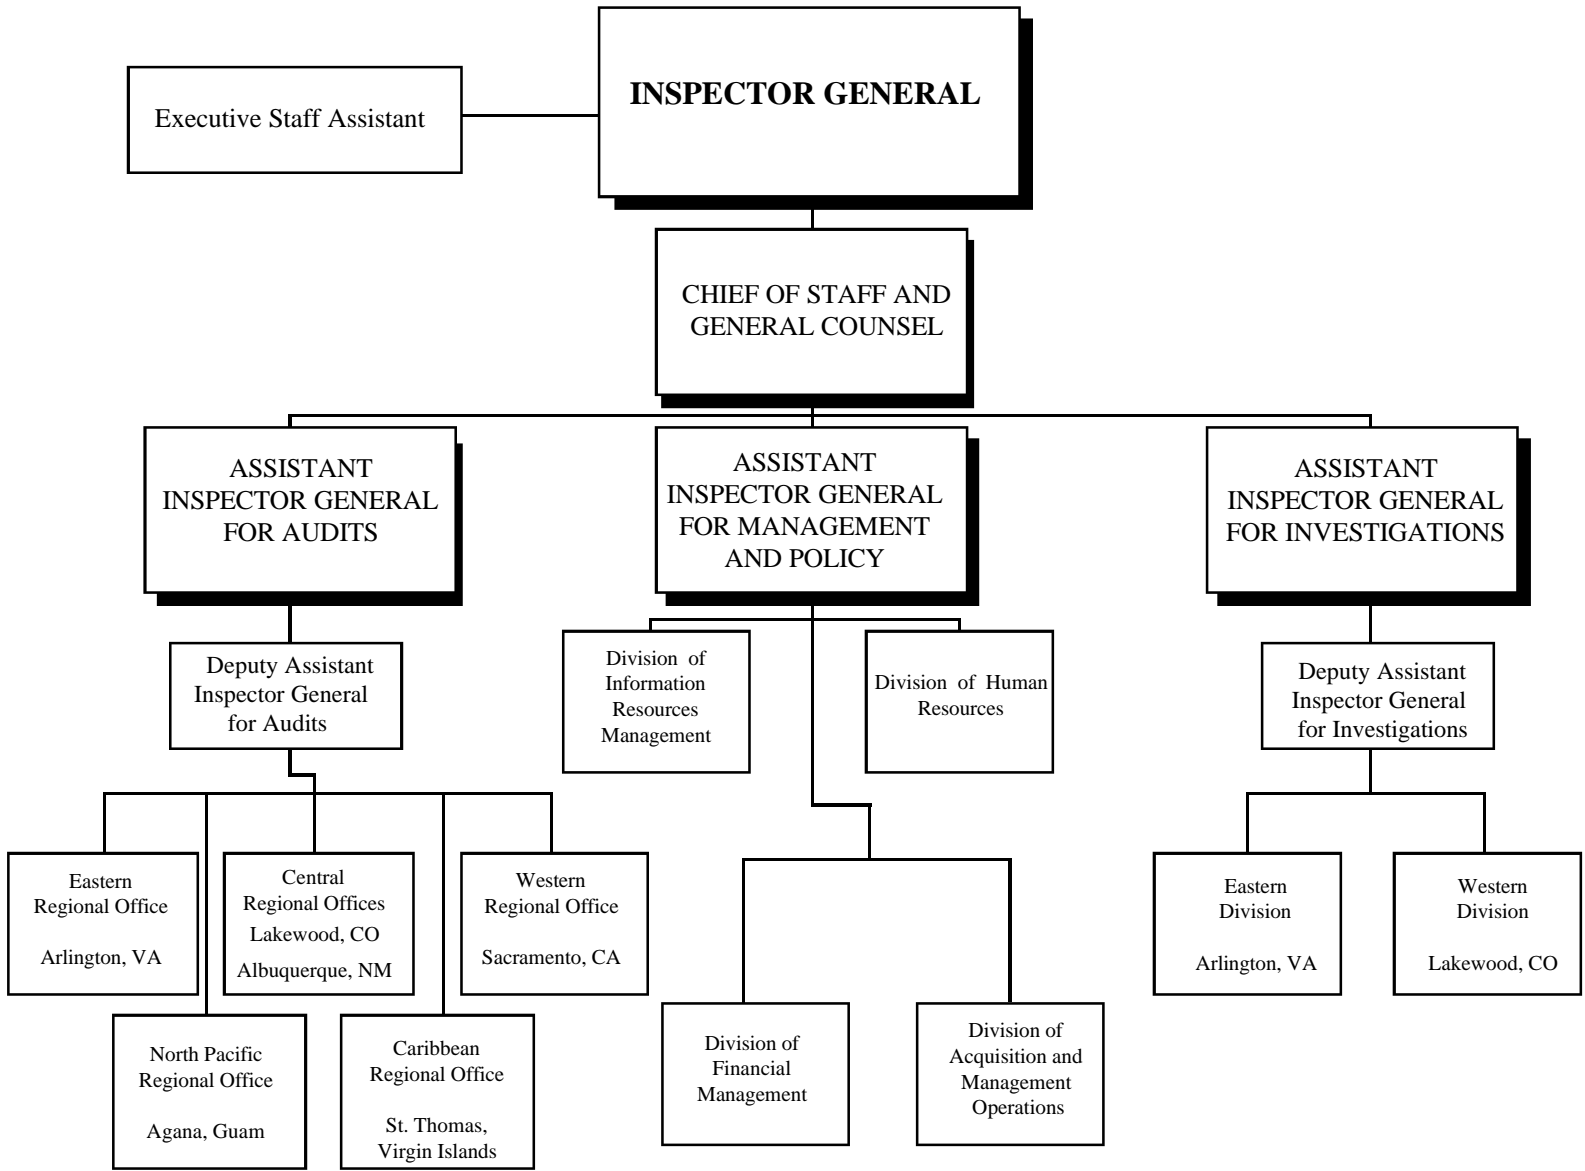 INSPECTOR GENERAL
Executive Staff Assistant
CHIEF OF STAFF AND
GENERAL COUNSEL
ASSISTANT
INSPECTOR GENERAL
FOR AUDITS
ASSISTANT
INSPECTOR GENERAL
FOR MANAGEMENT
AND POLICY
ASSISTANT
INSPECTOR GENERAL
FOR INVESTIGATIONS
Deputy Assistant
Inspector General
for Audits
Division of
Information
Resources
Management
Division of Human
Resources
Deputy Assistant
Inspector General
for Investigations
Eastern
Regional Office
Arlington, VA
Central
Regional Offices
Lakewood, CO
Albuquerque, NM
Western
Regional Office
Sacramento, CA
Eastern
Division
Arlington, VA
Western
Division
Lakewood, CO
North Pacific
Regional Office
Agana, Guam
Caribbean
Regional Office
St. Thomas,
Virgin Islands
Division of
Financial
Management
Division of
Acquisition and
Management
Operations